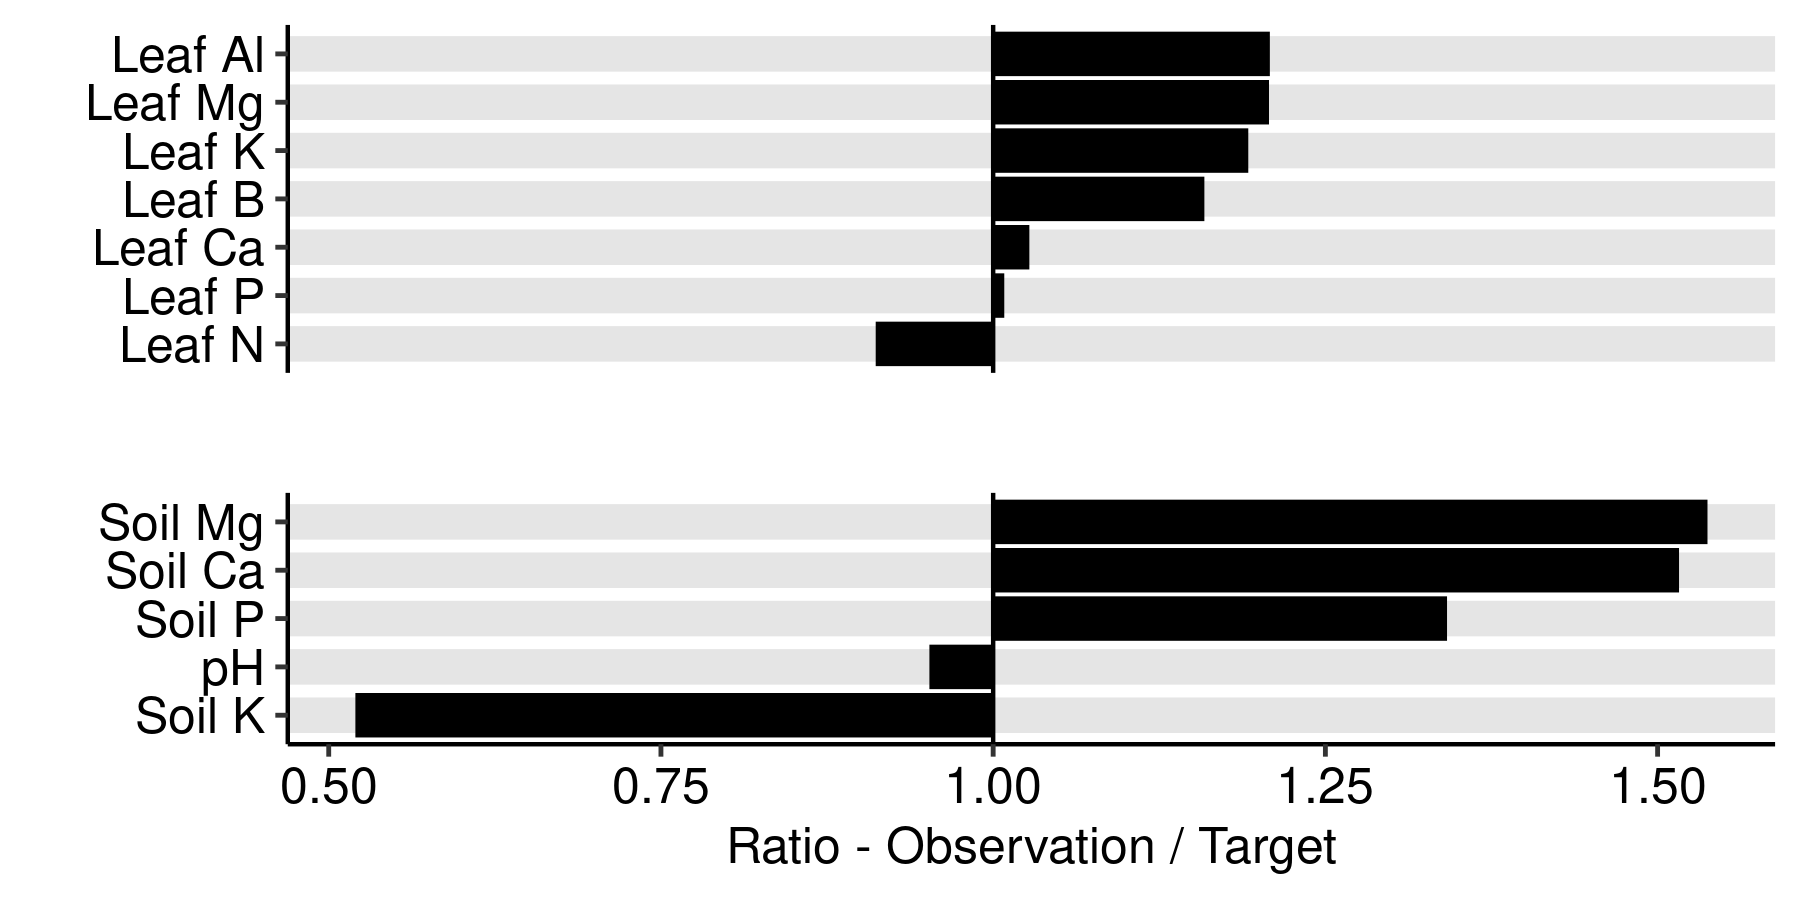 Leaf Al
Leaf Mg
Leaf K
Leaf B
Leaf Ca
Leaf P
Leaf N
Soil Mg
Soil Ca
Soil P
pH
Soil K
0.50 0.75 1.00 1.25 1.50
Ratio - Observation / Target